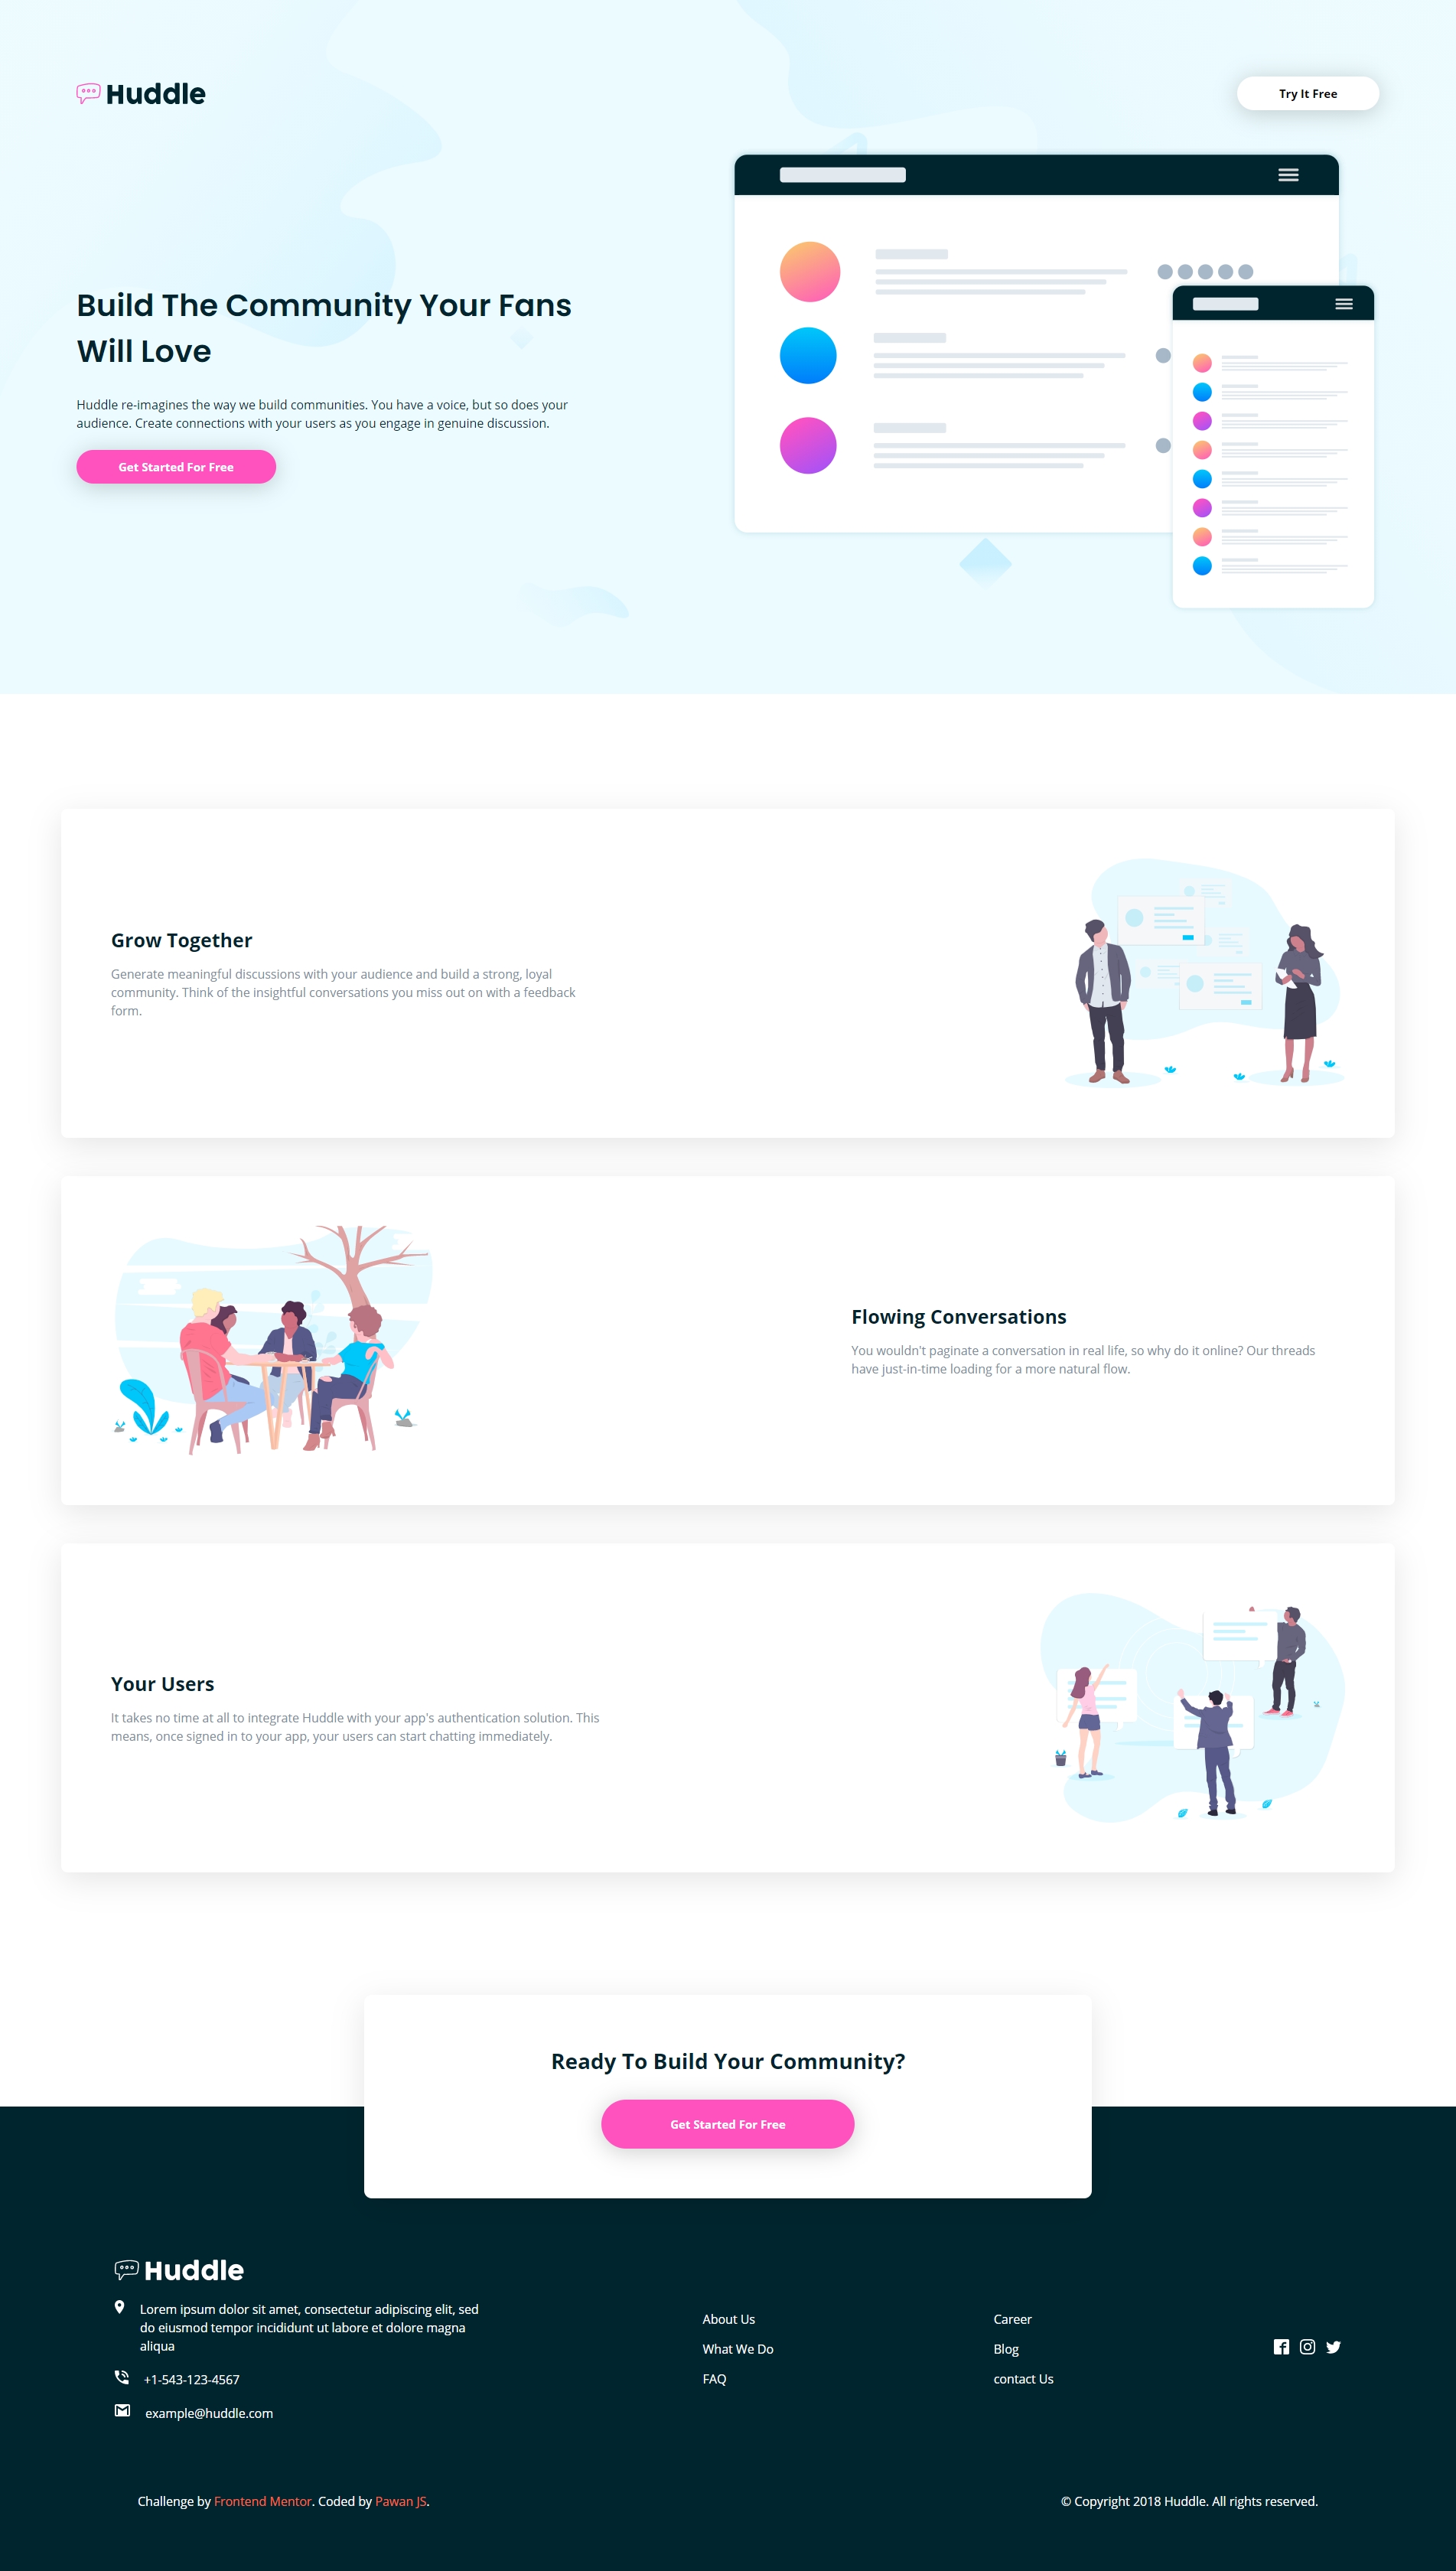 Huddle
Try It Free
Build The Community Your Fans
Will Love
Huddle re-imagines the way we build communities. You have a voice, but so does your
audience. Create connections with your users as you engage in genuine discussion.
Get Started For Free
Grow Together
Generate meaningful discussions with your audience and build a strong, loyal
community. Think of the insightful conversations you miss out on with a feedback
form.
Flowing Conversations
You wouldn't paginate a conversation in real life, so why do it online? Our threads
have just-in-time loading for a more natural flow.
Your Users
It takes no time at all to integrate Huddle with your app's authentication solution. This
means, once signed in to your app, your users can start chatting immediately.
Ready To Build Your Community?
Get Started For Free
Huddle
Lorem ipsum dolor sit amet, consectetur adipiscing elit, sed
do eiusmod tempor incididunt ut labore et dolore magna
aliqua
+1-543-123-4567
example@huddle.com
About Us
What We Do
FAQ
Career
Blog
contact Us
Challenge by Frontend Mentor. Coded by Pawan JS.
© Copyright 2018 Huddle. All rights reserved.